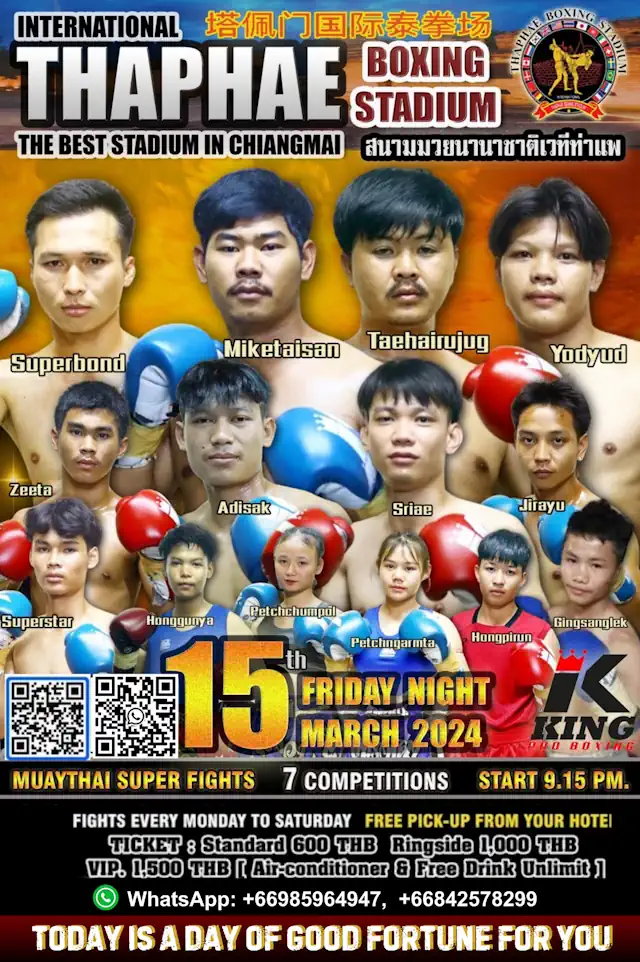 INTERNATIONAL
塔佩门国际泰拳场
THAPHAE
BOXING
STADIUM
THAPHAE BOXING STADIUM
THE BEST STADIUM IN CHIANGMAI
สนามมวยนานาชาติเวทีท่าแพ
Superbond
Miketaisan
Taehairujug
Yodyud
Zeeta
Adisak
Sriae
Jirayu
Superstar
Honggunya
Petchchumpol
Petchngarmta
Hongpirun
Gingsanglek
15th
FRIDAY NIGHT
MARCH 2024
K
KING
PRO BOXING
MUAYTHAI SUPER FIGHTS 7 COMPETITIONS START 9.15 PM.
FIGHTS EVERY MONDAY TO SATURDAY FREE PICK-UP FROM YOUR HOTEl
TICKET : Standard 600 THB Ringside 1,000 THB
VIP. 1,500 THB [ Air-conditioner & Free Drink Unlimit ]
WhatsApp: +66985964947, +66842578299
TODAY IS A DAY OF GOOD FORTUNE FOR YOU